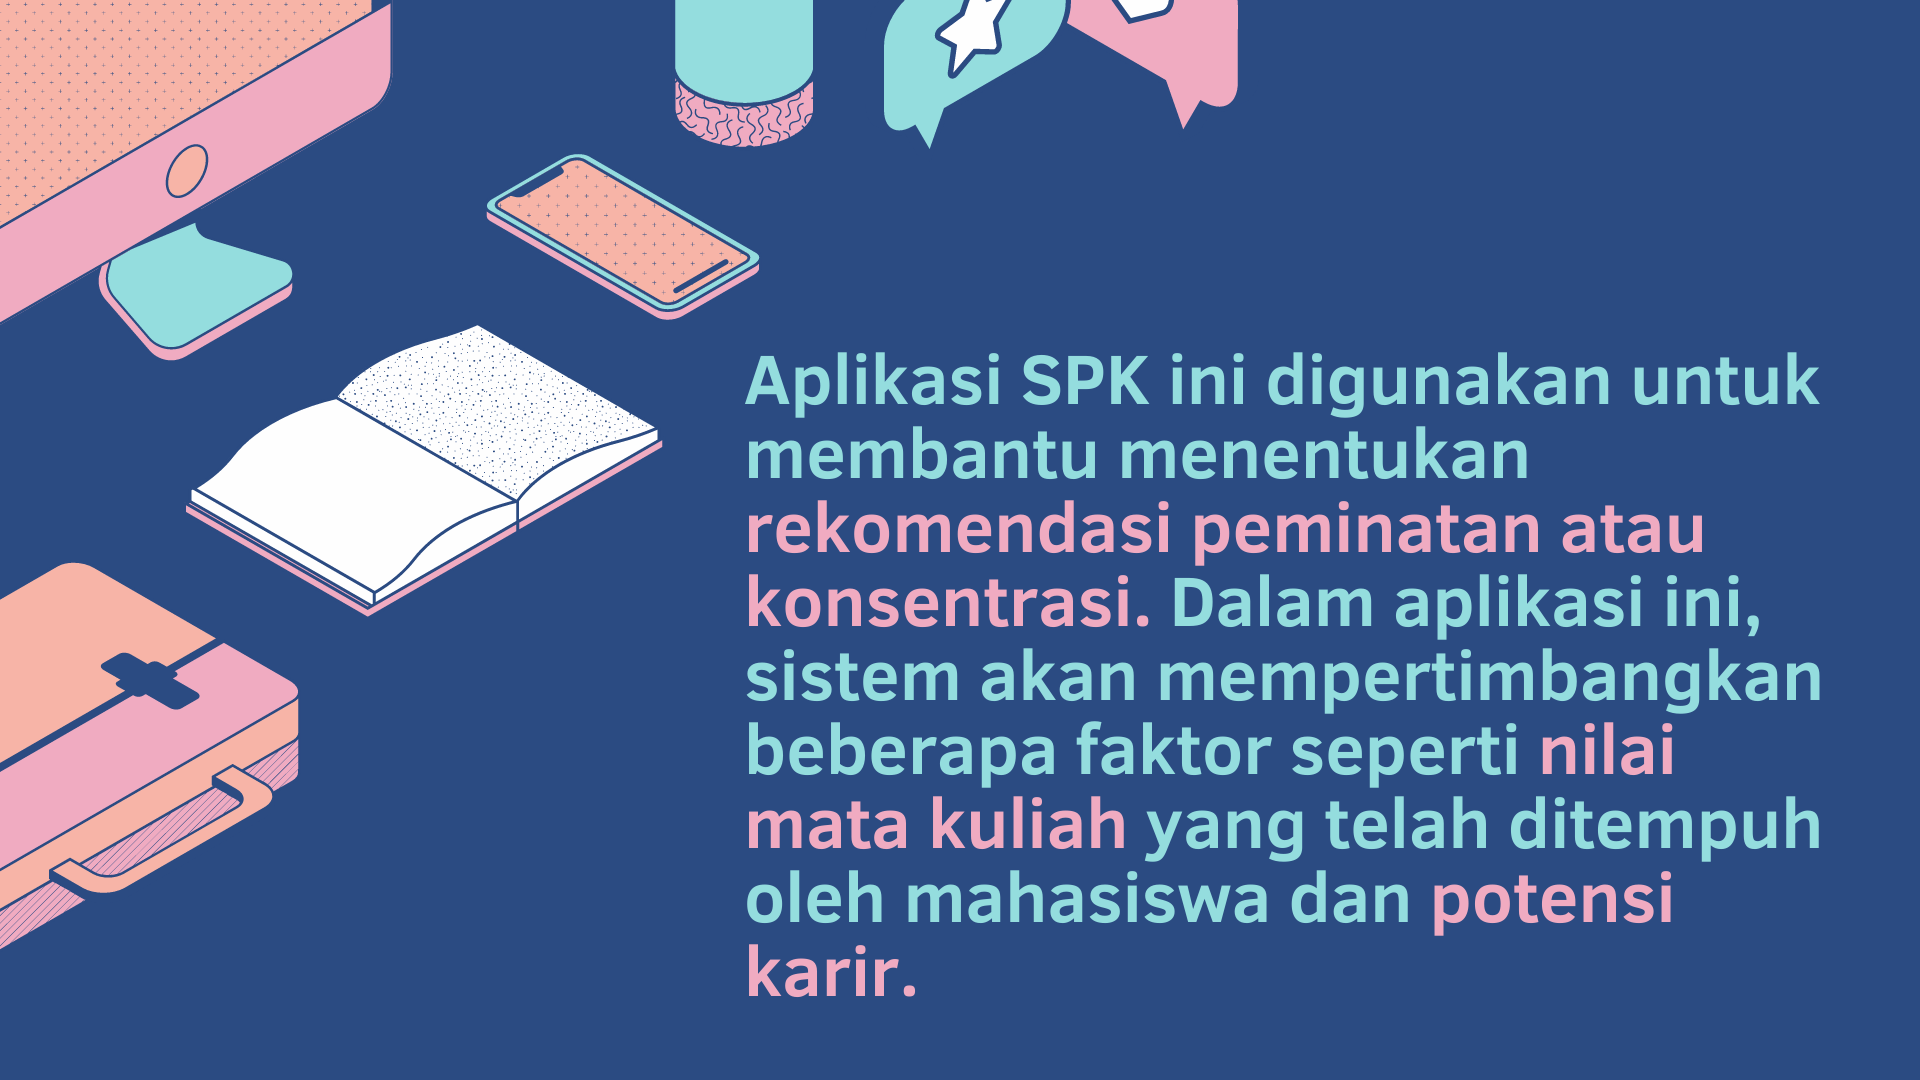 Aplikasi SPK ini digunakan untuk
membantu menentukan
rekomendasi peminatan atau
konsentrasi. Dalam aplikasi ini,
sistem akan mempertimbangkan
beberapa faktor seperti nilai
mata kuliah yang telah ditempuh
oleh mahasiswa dan potensi
karir.